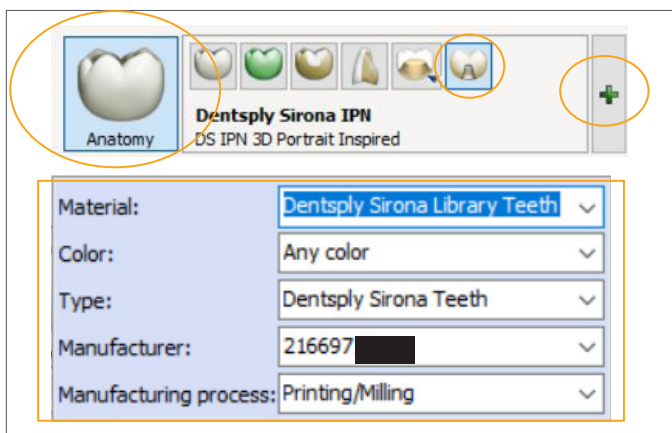 Anatomy
Dentsply Sirona IPN
DS IPN 3D Portrait Inspired
Material: Dentsply Sirona Library Teeth
Color: Any color
Type: Dentsply Sirona Teeth
Manufacturer: 216697
Manufacturing process: Printing/Milling